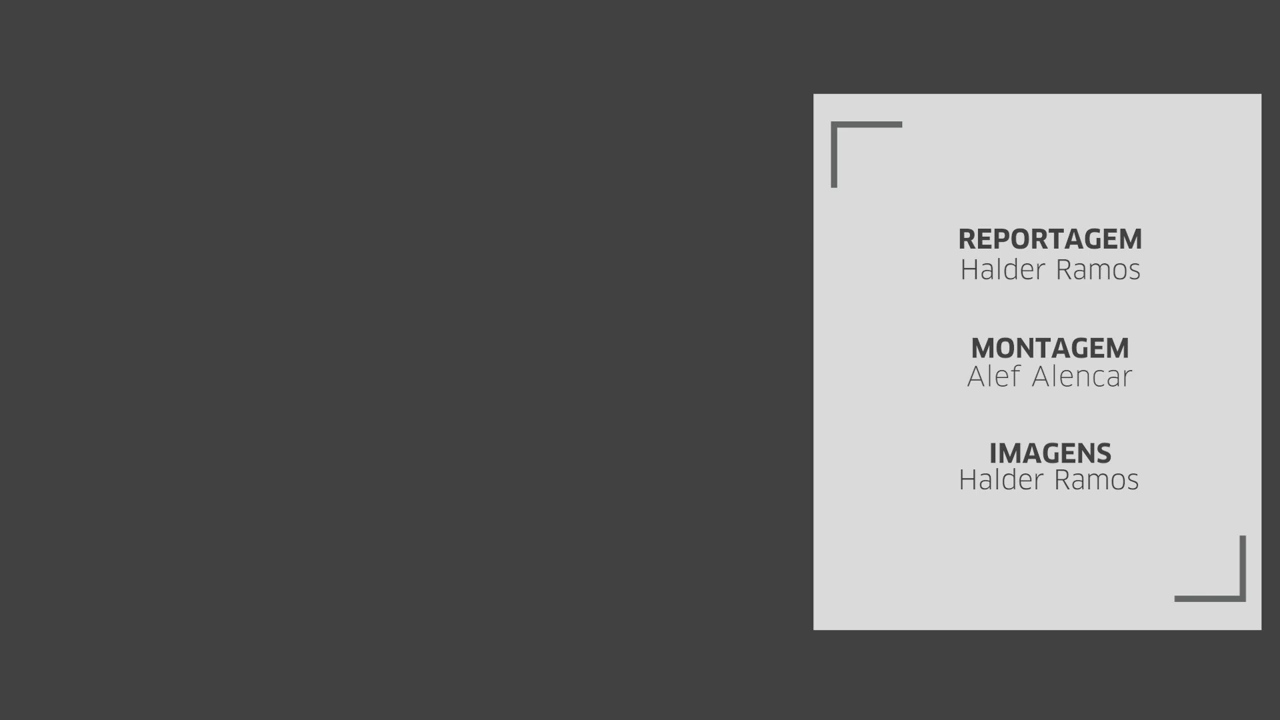 REPORTAGEM
Halder Ramos
MONTAGEM
Alef Alencar
IMAGENS
Halder Ramos